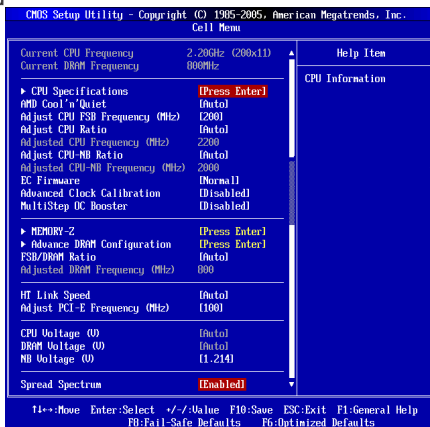 CMOS Setup Utility - Copyright (C) 1985-2005, American Megatrends, Inc.
Cell Menu
Current CPU Frequency 2.20GHz (200x11)
Current DRAM Frequency 800MHz
Help Item
CPU Information
▶ CPU Specifications [Press Enter]
AMD Cool'n'Quiet [Auto]
Adjust CPU FSB Frequency (MHz) [200]
Adjust CPU Ratio [Auto]
Adjusted CPU Frequency (MHz) 2200
Adjust CPU-NB Ratio [Auto]
Adjusted CPU-NB Frequency (MHz) 2000
EC Firmware [Normal]
Advanced Clock Calibration [Disabled]
MultiStep OC Booster [Disabled]
▶ MEMORY-Z [Press Enter]
▶ Advance DRAM Configuration [Press Enter]
FSB/DRAM Ratio [Auto]
Adjusted DRAM Frequency (MHz) 800
HT Link Speed [Auto]
Adjust PCI-E Frequency (MHz) [100]
CPU Voltage (V) [Auto]
DRAM Voltage (V) [Auto]
NB Voltage (V) [1.214]
Spread Spectrum [Enabled]
↑↓←→:Move Enter:Select +/-/:Value F10:Save ESC:Exit F1:General Help
F8:Fail-Safe Defaults F6:Optimized Defaults